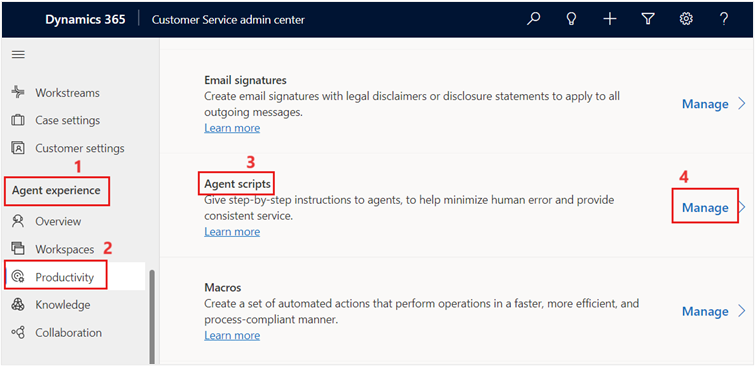 Dynamics 365 Customer Service admin center
Workstreams
Case settings
Customer settings
1
Agent experience
Overview
Workspaces
2
Productivity
Knowledge
Collaboration
Email signatures
Create email signatures with legal disclaimers or disclosure statements to apply to all
outgoing messages.
Learn more
Manage
3
Agent scripts
Give step-by-step instructions to agents, to help minimize human error and provide
consistent service.
Learn more
4
Manage
Macros
Create a set of automated actions that perform operations in a faster, more efficient, and
process-compliant manner.
Learn more
Manage